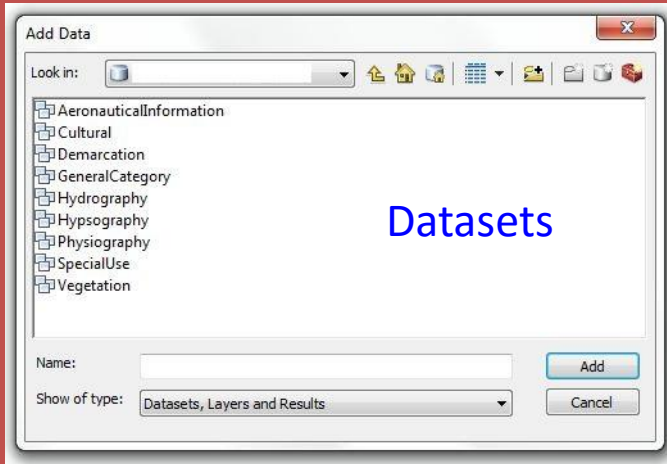 Add Data
Look in:
AeronauticalInformation
Cultural
Demarcation
GeneralCategory
Hydrography
Hypsography
Physiography
SpecialUse
Vegetation
Datasets
Name:
Add
Show of type: Datasets, Layers and Results
Cancel